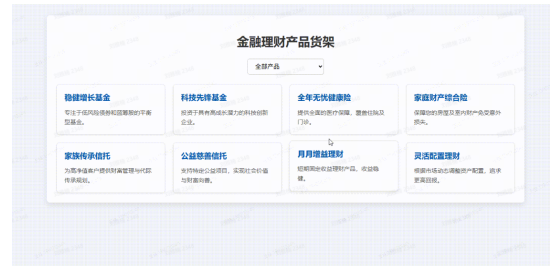 金融理财产品货架
全部产品
稳健增长基金
专注于低风险债券和蓝筹股的平衡
型基金。
科技先锋基金
投资于具有高成长潜力的科技创新
企业。
全年无忧健康险
提供全面的医疗保障，覆盖住院及
门诊。
家庭财产综合险
保障您的房屋及室内财产免受意外
损失。
家族传承信托
为高净值客户提供财富管理与代际
传承规划。
公益慈善信托
支持特定公益项目，实现社会价值
与财富向善。
月月增益理财
短期固定收益理财产品，收益稳
健。
灵活配置理财
根据市场动态调整资产配置，追求
更高回报。